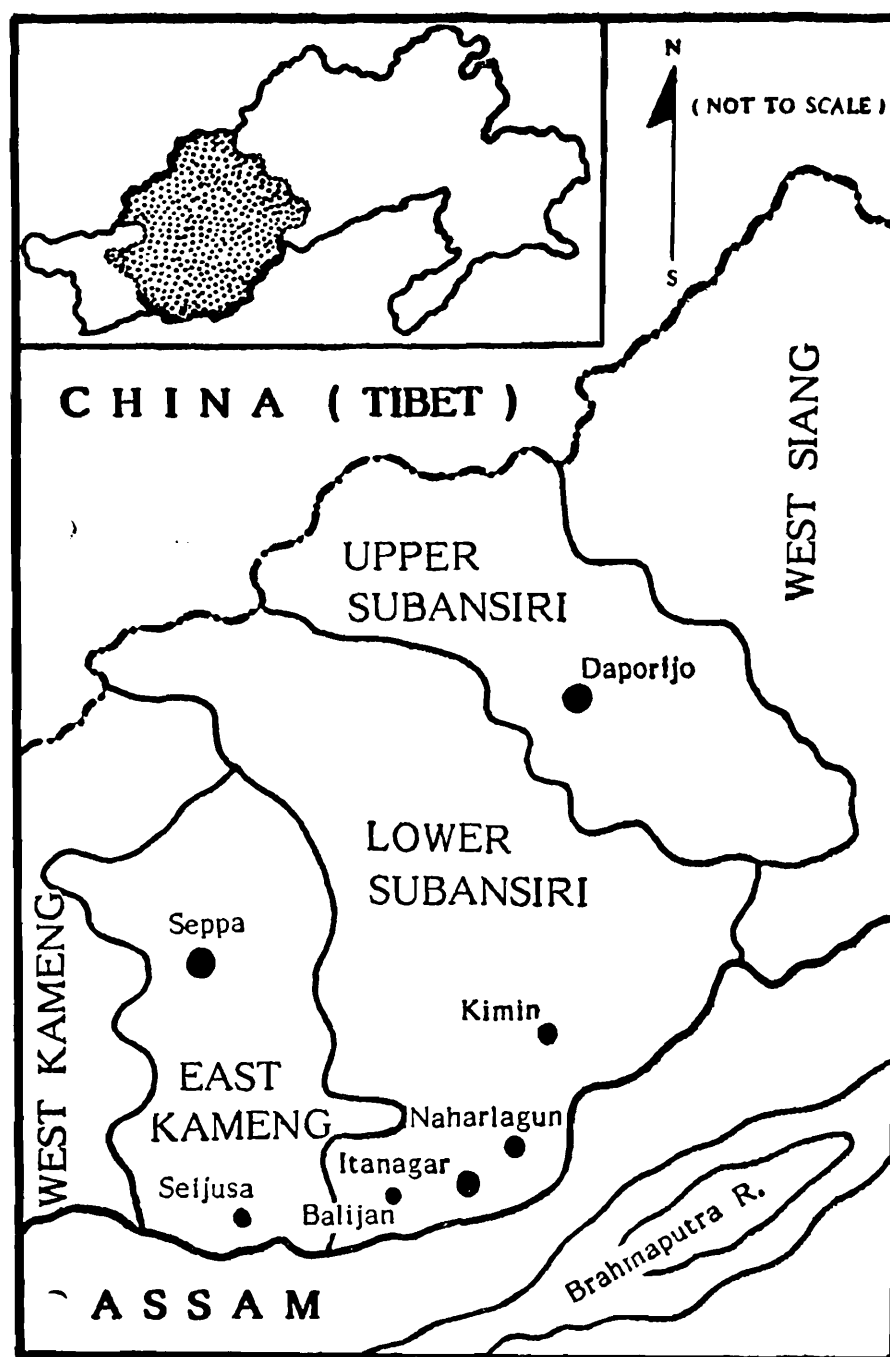 N
( NOT TO SCALE )
S
CHINA ( TIBET )
WEST SIANG
UPPER
SUBANSIRI
Daporijo
LOWER
SUBANSIRI
WEST KAMENG
Seppa
Kimin
EAST
KAMENG
Naharlagun
Itanagar
Seijusa
Balijan
Brahmaputra R.
ASSAM